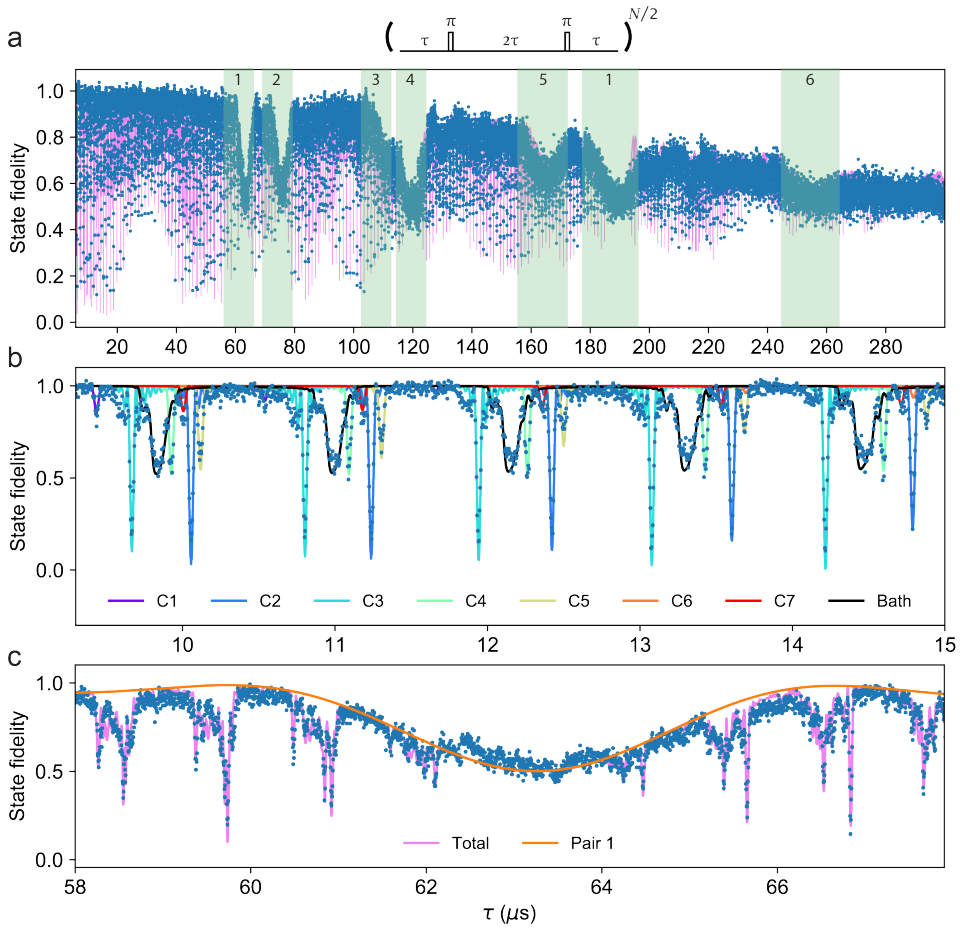 ( τ π 2τ π τ ) N/2
a
1 2 3 4 5 1 6
State fidelity
1.0
0.8
0.6
0.4
0.2
0.0
20 40 60 80 100 120 140 160 180 200 220 240 260 280
b
State fidelity
1.0
0.5
0.0
C1 C2 C3 C4 C5 C6 C7 Bath
10 11 12 13 14 15
c
State fidelity
1.0
0.5
0.0
Total Pair 1
58 60 62 64 66
τ (μs)